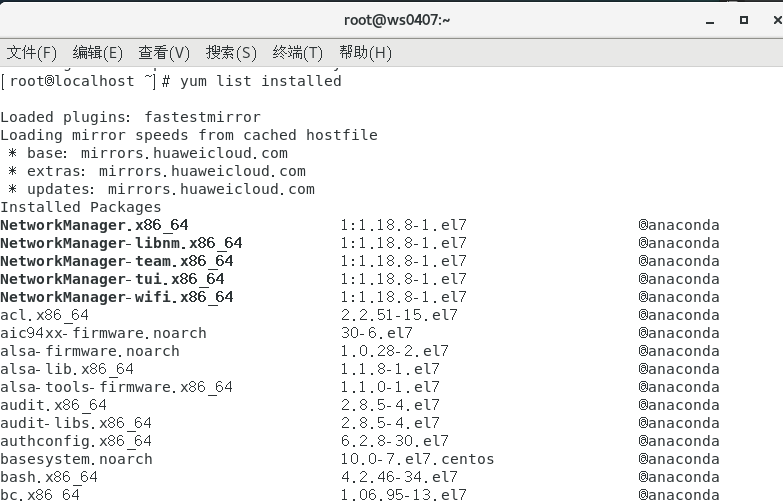 root@ws0407:~
文件(F) 编辑(E) 查看(V) 搜索(S) 终端(T) 帮助(H)
[root@localhost ~]# yum list installed
Loaded plugins: fastestmirror
Loading mirror speeds from cached hostfile
* base: mirrors.huaweicloud.com
* extras: mirrors.huaweicloud.com
* updates: mirrors.huaweicloud.com
Installed Packages
NetworkManager.x86_64 1:1.18.8-1.el7 @anaconda
NetworkManager-libnm.x86_64 1:1.18.8-1.el7 @anaconda
NetworkManager-team.x86_64 1:1.18.8-1.el7 @anaconda
NetworkManager-tui.x86_64 1:1.18.8-1.el7 @anaconda
NetworkManager-wifi.x86_64 1:1.18.8-1.el7 @anaconda
acl.x86_64 2.2.51-15.el7 @anaconda
aic94xx-firmware.noarch 30-6.el7 @anaconda
alsa-firmware.noarch 1.0.28-2.el7 @anaconda
alsa-lib.x86_64 1.1.8-1.el7 @anaconda
alsa-tools-firmware.x86_64 1.1.0-1.el7 @anaconda
audit.x86_64 2.8.5-4.el7 @anaconda
audit-libs.x86_64 2.8.5-4.el7 @anaconda
authconfig.x86_64 6.2.8-30.el7 @anaconda
basesystem.noarch 10.0-7.el7.centos @anaconda
bash.x86_64 4.2.46-34.el7 @anaconda
bc.x86_64 1.06.95-13.el7 @anaconda